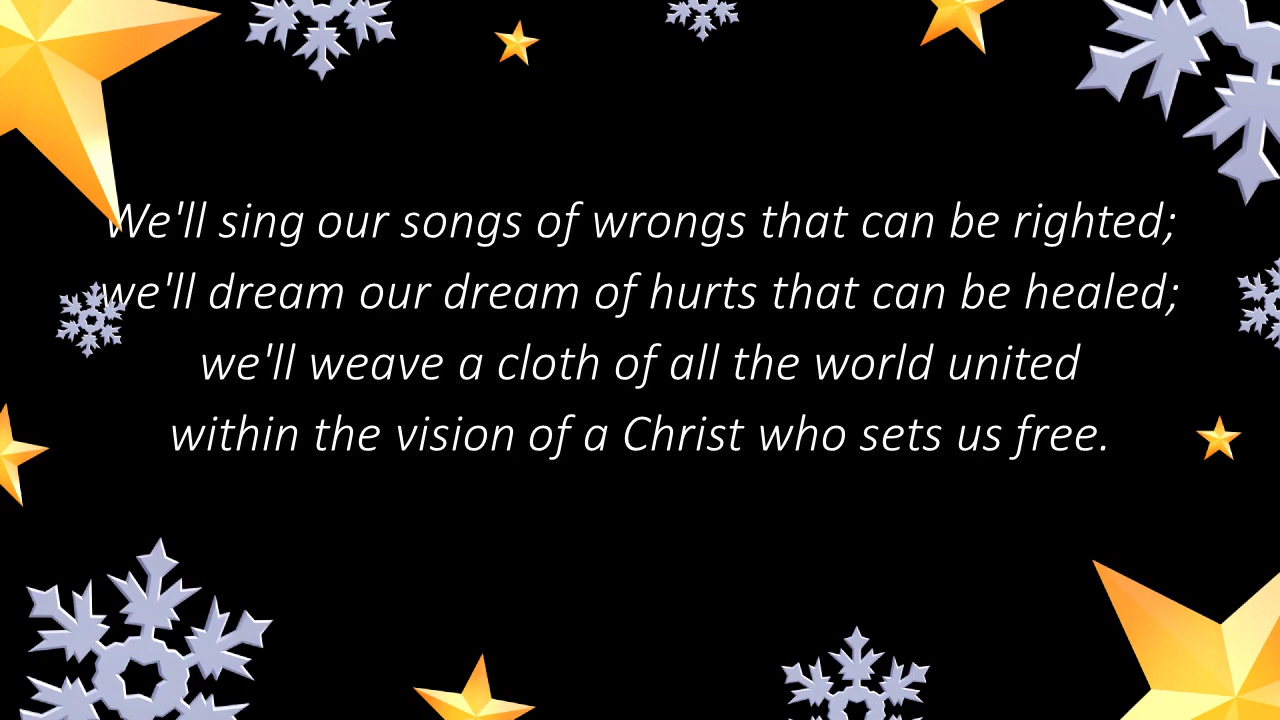 We'll sing our songs of wrongs that can be righted;
we'll dream our dream of hurts that can be healed;
we'll weave a cloth of all the world united
within the vision of a Christ who sets us free.